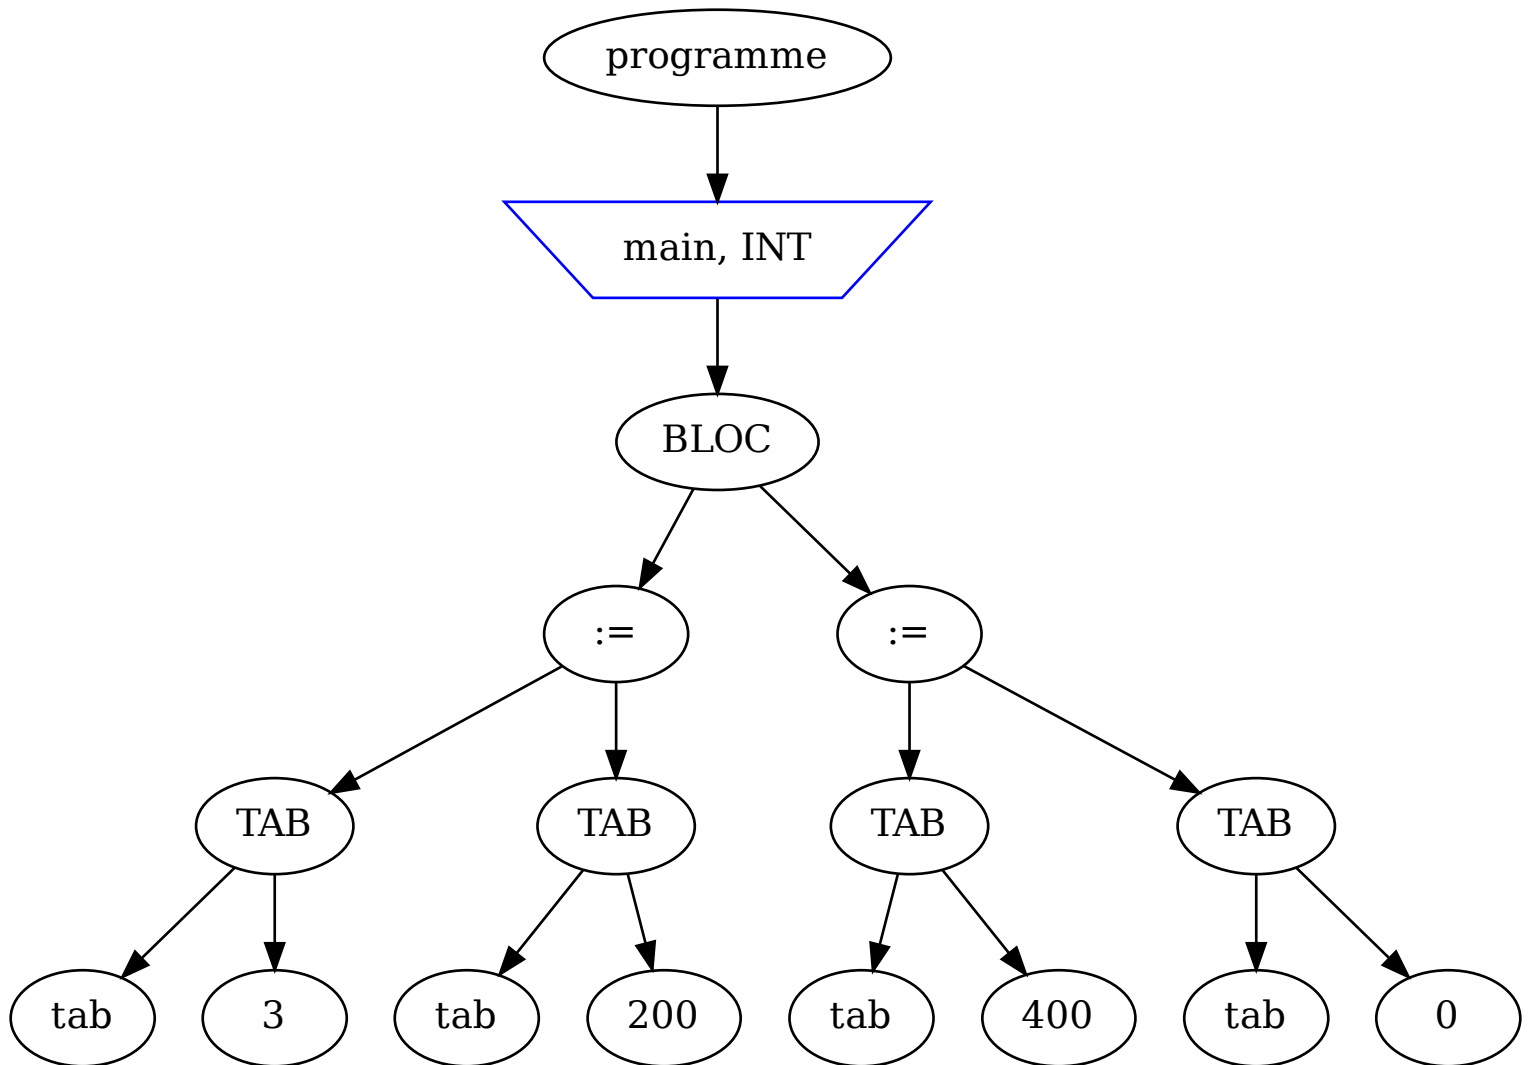 programme
main, INT
BLOC
:=
:=
TAB
TAB
TAB
TAB
tab
3
tab
200
tab
400
tab
0